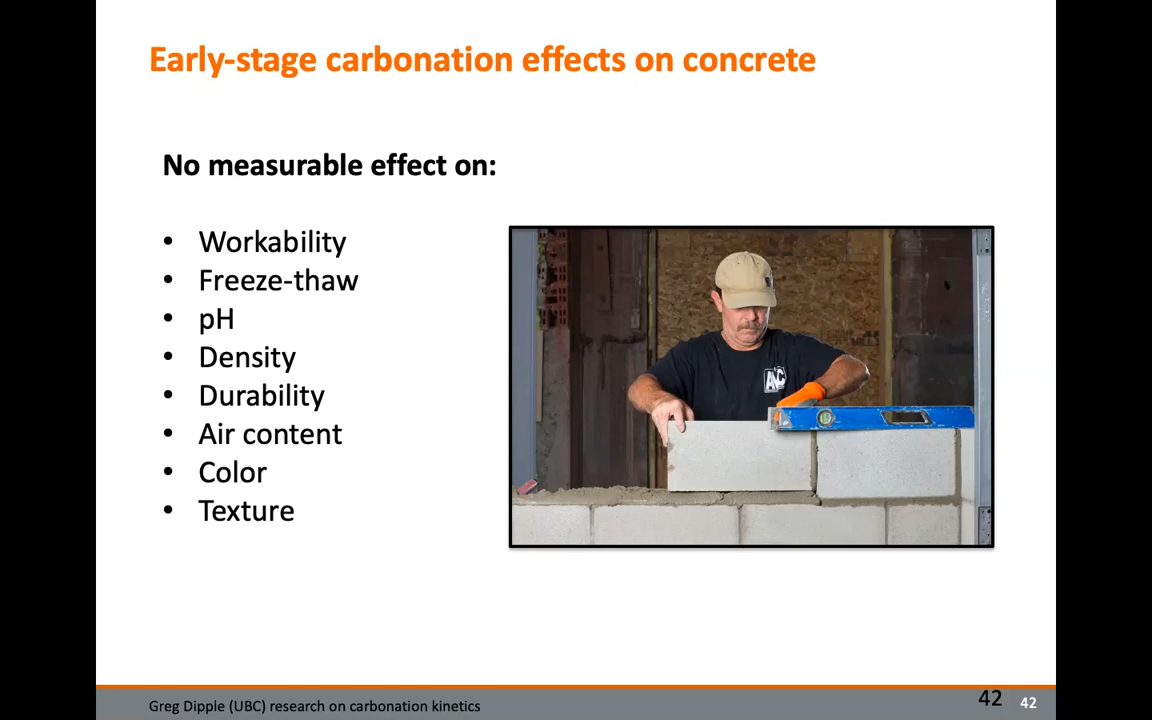 Early-stage carbonation effects on concrete
No measurable effect on:
• Workability
• Freeze-thaw
• pH
• Density
• Durability
• Air content
• Color
• Texture
AC
Greg Dipple (UBC) research on carbonation kinetics
42
42